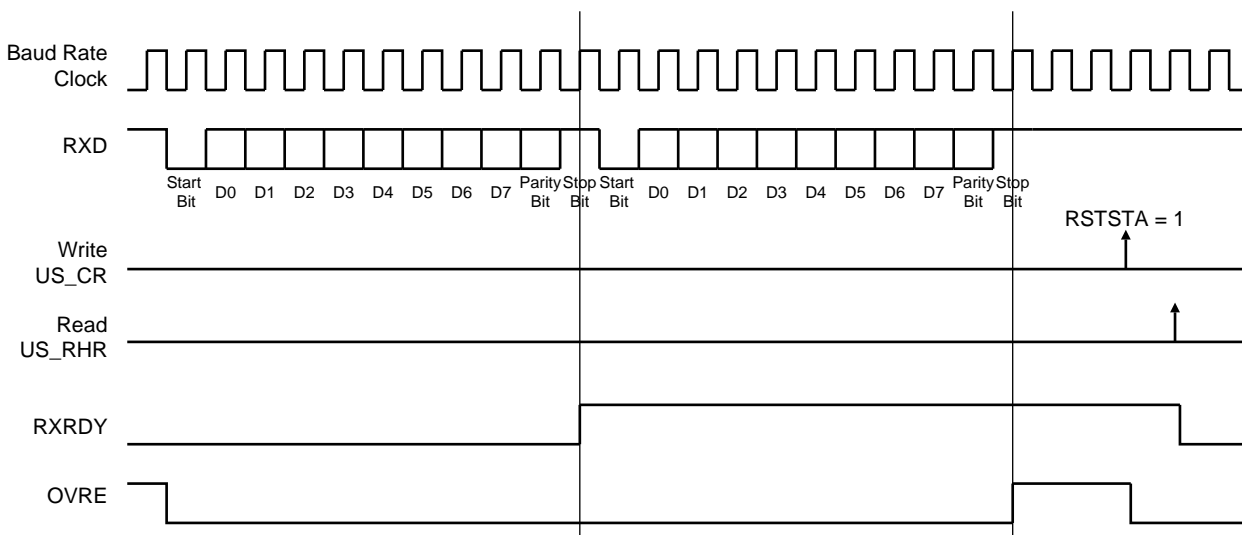 Baud Rate
Clock
RXD
Start
Bit
D0
D1
D2
D3
D4
D5
D6
D7
Parity
Bit
Stop
Bit
Start
Bit
D0
D1
D2
D3
D4
D5
D6
D7
Parity
Bit
Stop
Bit
RSTSTA = 1
Write
US_CR
Read
US_RHR
RXRDY
OVRE